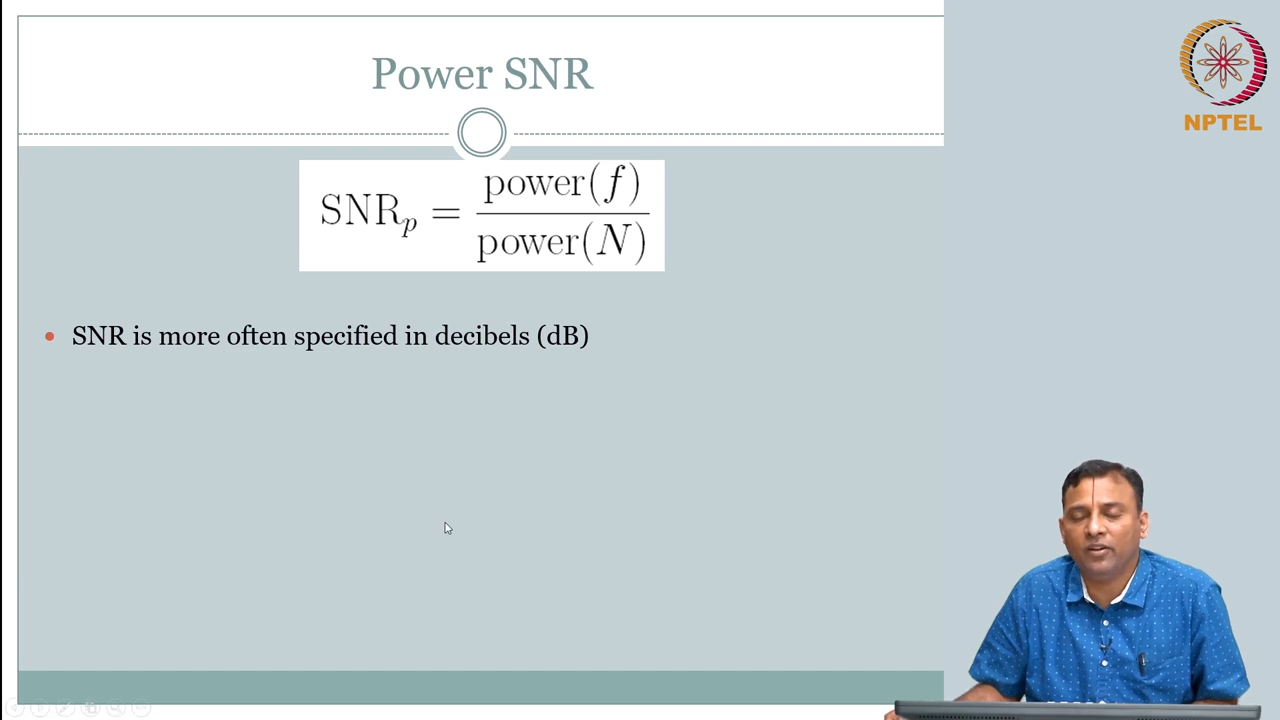 Power SNR
NPTEL
SNR_p = power(f) / power(N)
• SNR is more often specified in decibels (dB)